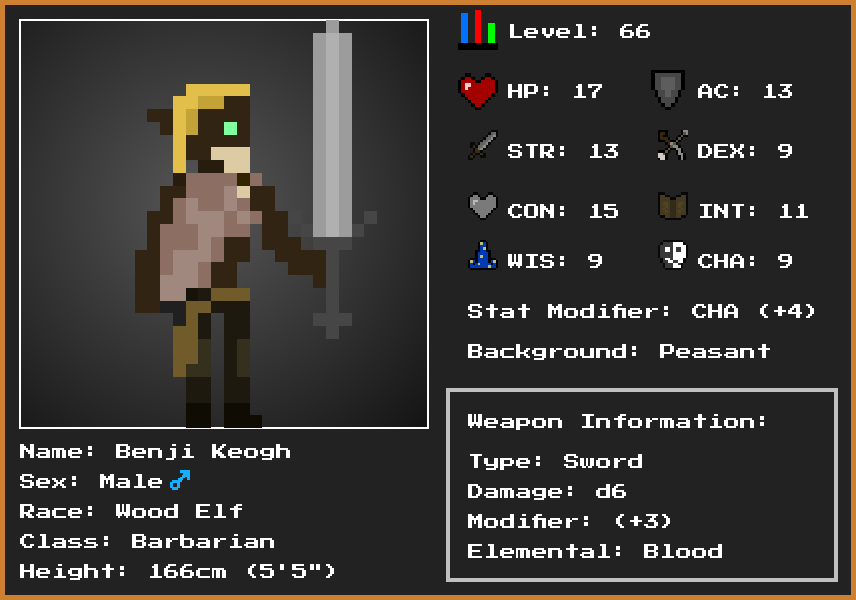 Level: 66
HP: 17
AC: 13
STR: 13
DEX: 9
CON: 15
INT: 11
WIS: 9
CHA: 9
Stat Modifier: CHA (+4)
Background: Peasant
Weapon Information:
Type: Sword
Damage: d6
Modifier: (+3)
Elemental: Blood
Name: Benji Keogh
Sex: Male♂
Race: Wood Elf
Class: Barbarian
Height: 166cm (5'5")